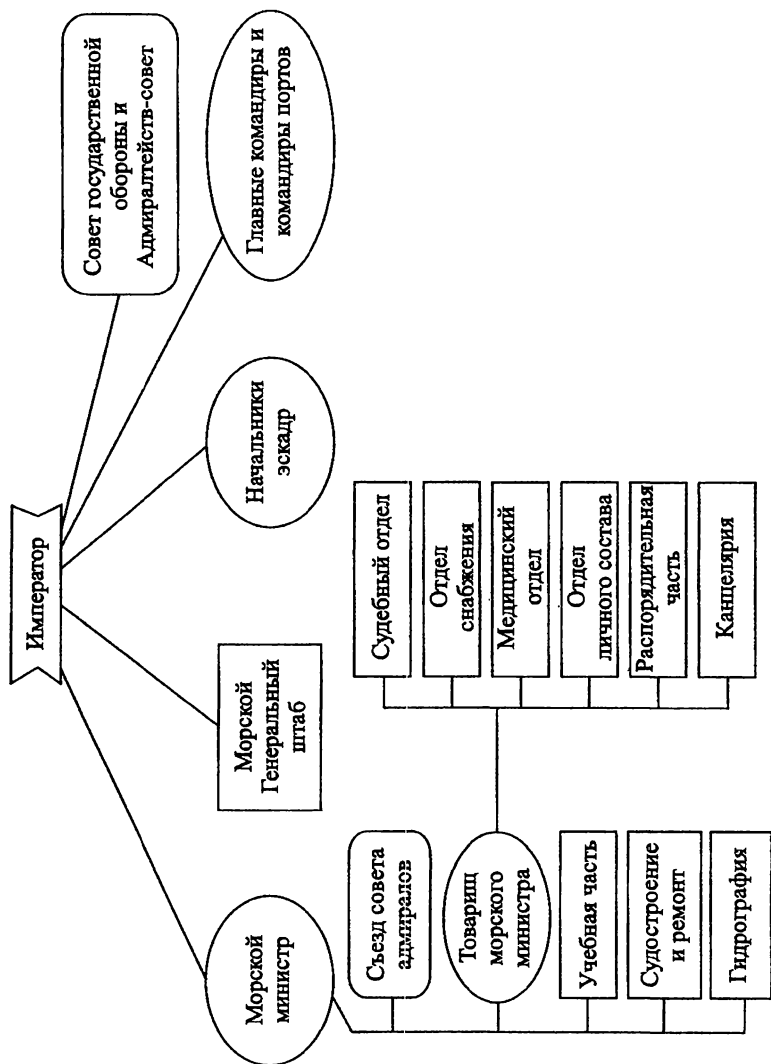 Император
Совет государственной
обороны и
Адмиралтейств-совет
Главные командиры и
командиры портов
Начальники
эскадр
Морской
Генеральный
штаб
Морской
министр
Съезд совета
адмиралов
Товарищ
морского
министра
Учебная часть
Судостроение
и ремонт
Гидрография
Судебный отдел
Отдел
снабжения
Медицинский
отдел
Отдел
личного состава
Распорядительная
часть
Канцелярия